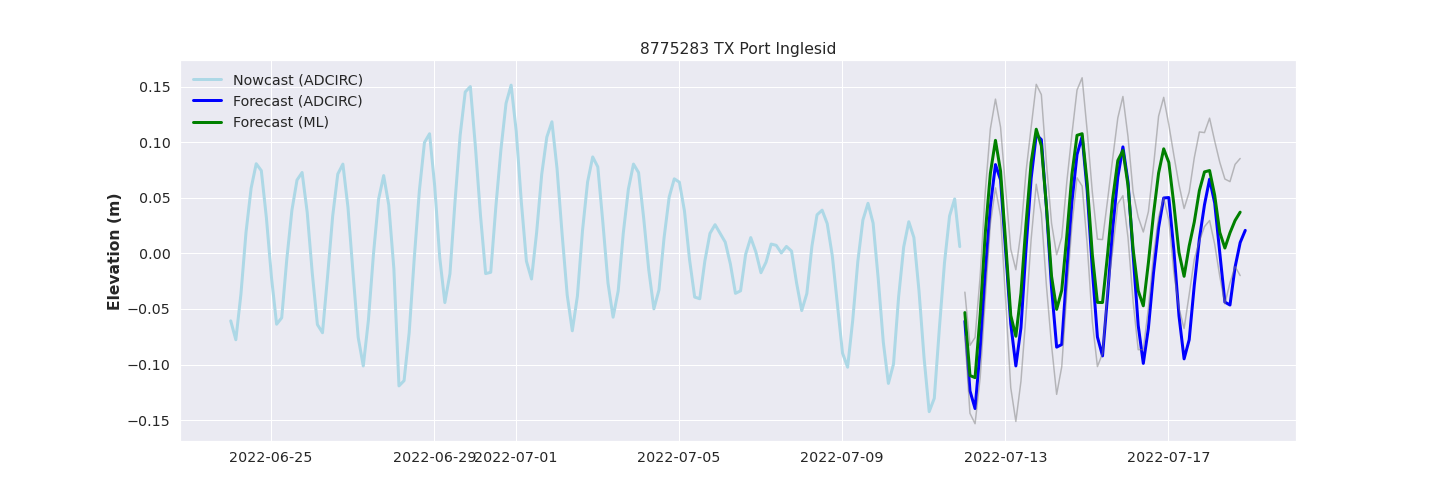 8775283 TX Port Inglesid
Nowcast (ADCIRC)
Forecast (ADCIRC)
Forecast (ML)
Elevation (m)
0.15
0.10
0.05
0.00
−0.05
−0.10
−0.15
2022-06-25 2022-06-29 2022-07-01 2022-07-05 2022-07-09 2022-07-13 2022-07-17